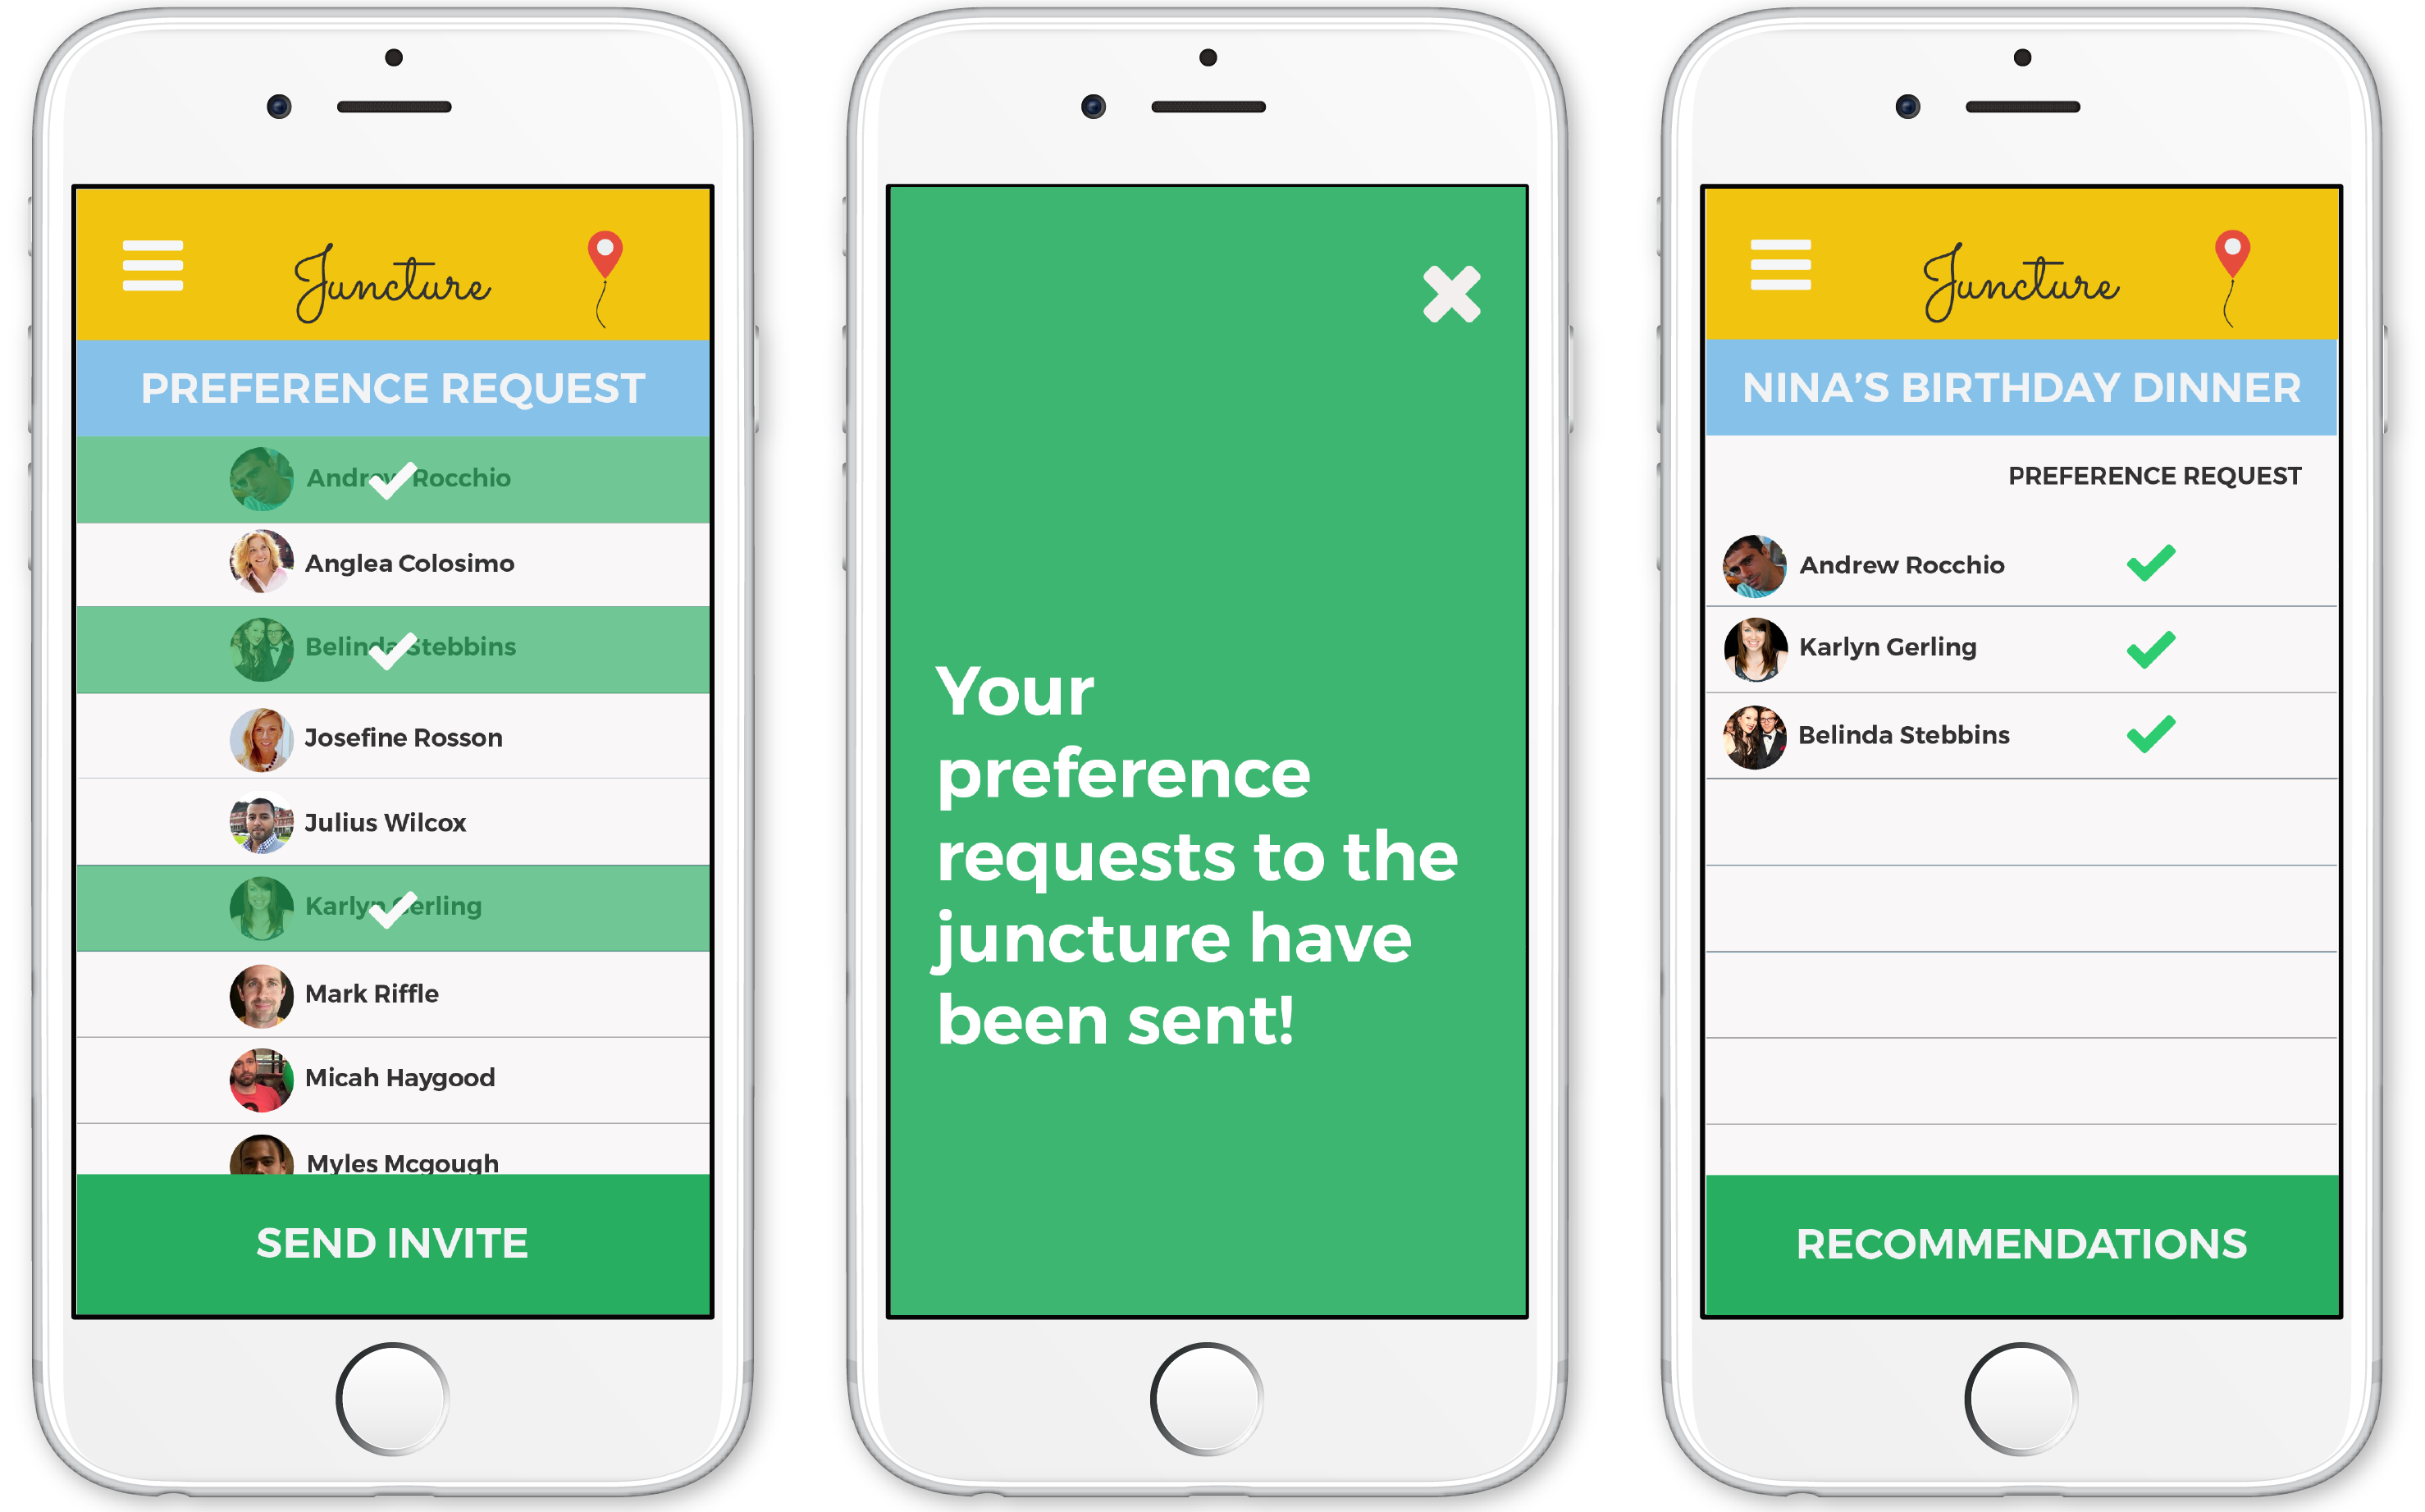 Juncture
PREFERENCE REQUEST
Andrew Rocchio
Anglea Colosimo
Belinda Stebbins
Josefine Rosson
Julius Wilcox
Karlyn Gerling
Mark Riffle
Micah Haygood
Myles Mcgough
SEND INVITE
Your
preference
requests to the
juncture have
been sent!
Juncture
NINA'S BIRTHDAY DINNER
PREFERENCE REQUEST
Andrew Rocchio
Karlyn Gerling
Belinda Stebbins
RECOMMENDATIONS